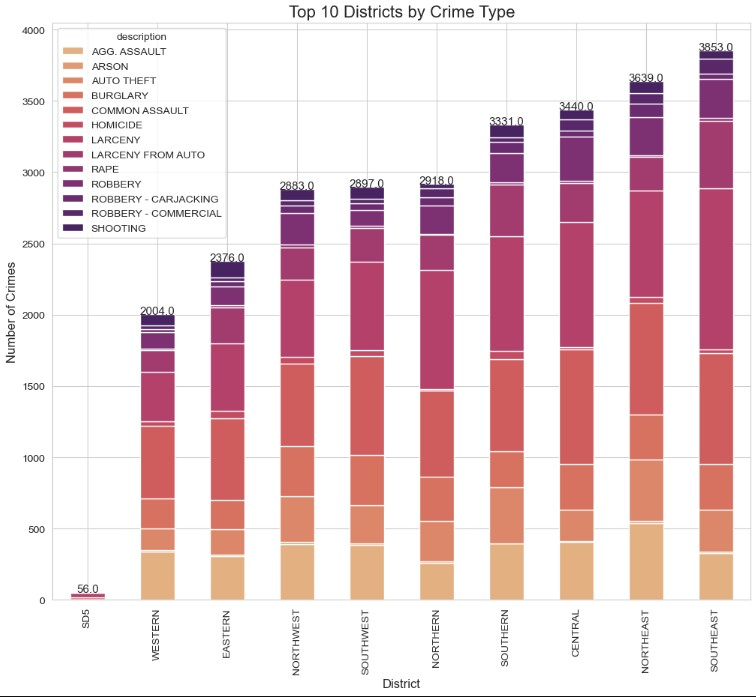 Top 10 Districts by Crime Type
description
AGG. ASSAULT
ARSON
AUTO THEFT
BURGLARY
COMMON ASSAULT
HOMICIDE
LARCENY
LARCENY FROM AUTO
RAPE
ROBBERY
ROBBERY - CARJACKING
ROBBERY - COMMERCIAL
SHOOTING
Number of Crimes
4000
3500
3000
2500
2000
1500
1000
500
0
56.0
2004.0
2376.0
2883.0
2897.0
2918.0
3331.0
3440.0
3639.0
3853.0
SD5
WESTERN
EASTERN
NORTHWEST
SOUTHWEST
NORTHERN
SOUTHERN
CENTRAL
NORTHEAST
SOUTHEAST
District